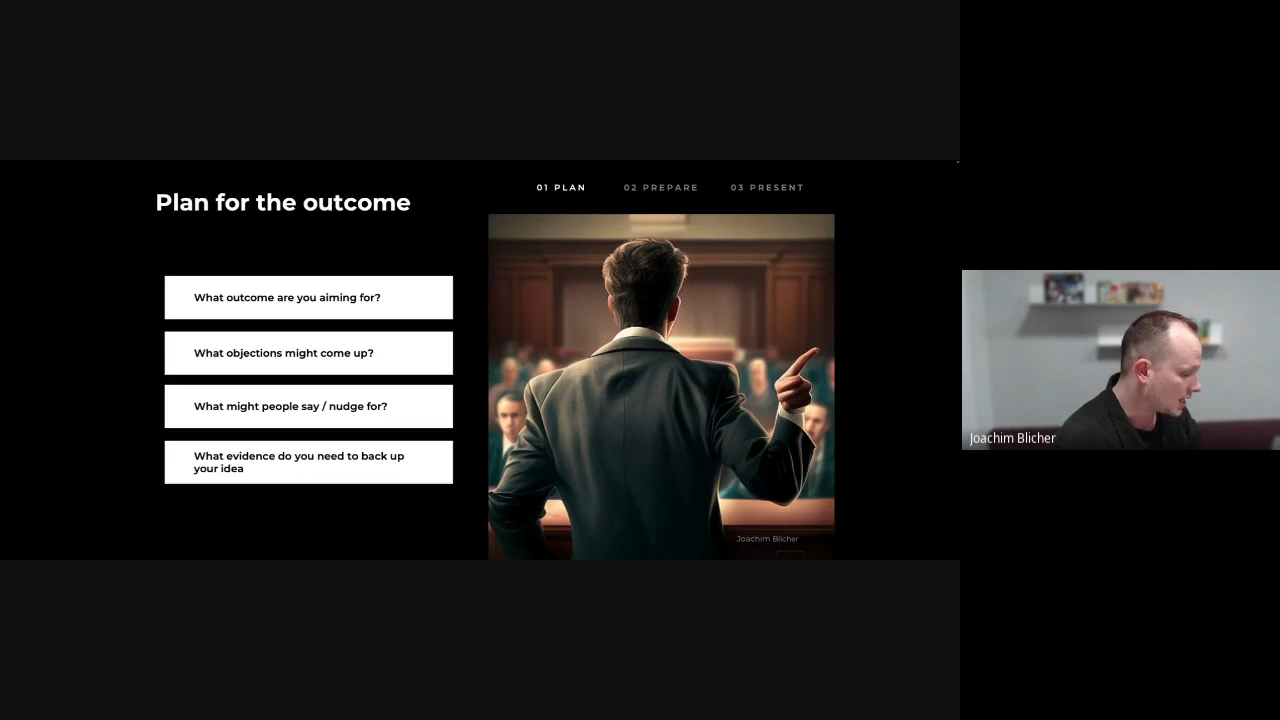 01 PLAN
02 PREPARE
03 PRESENT
Plan for the outcome
What outcome are you aiming for?
What objections might come up?
What might people say / nudge for?
What evidence do you need to back up
your idea
Joachim Blicher
Joachim Blicher